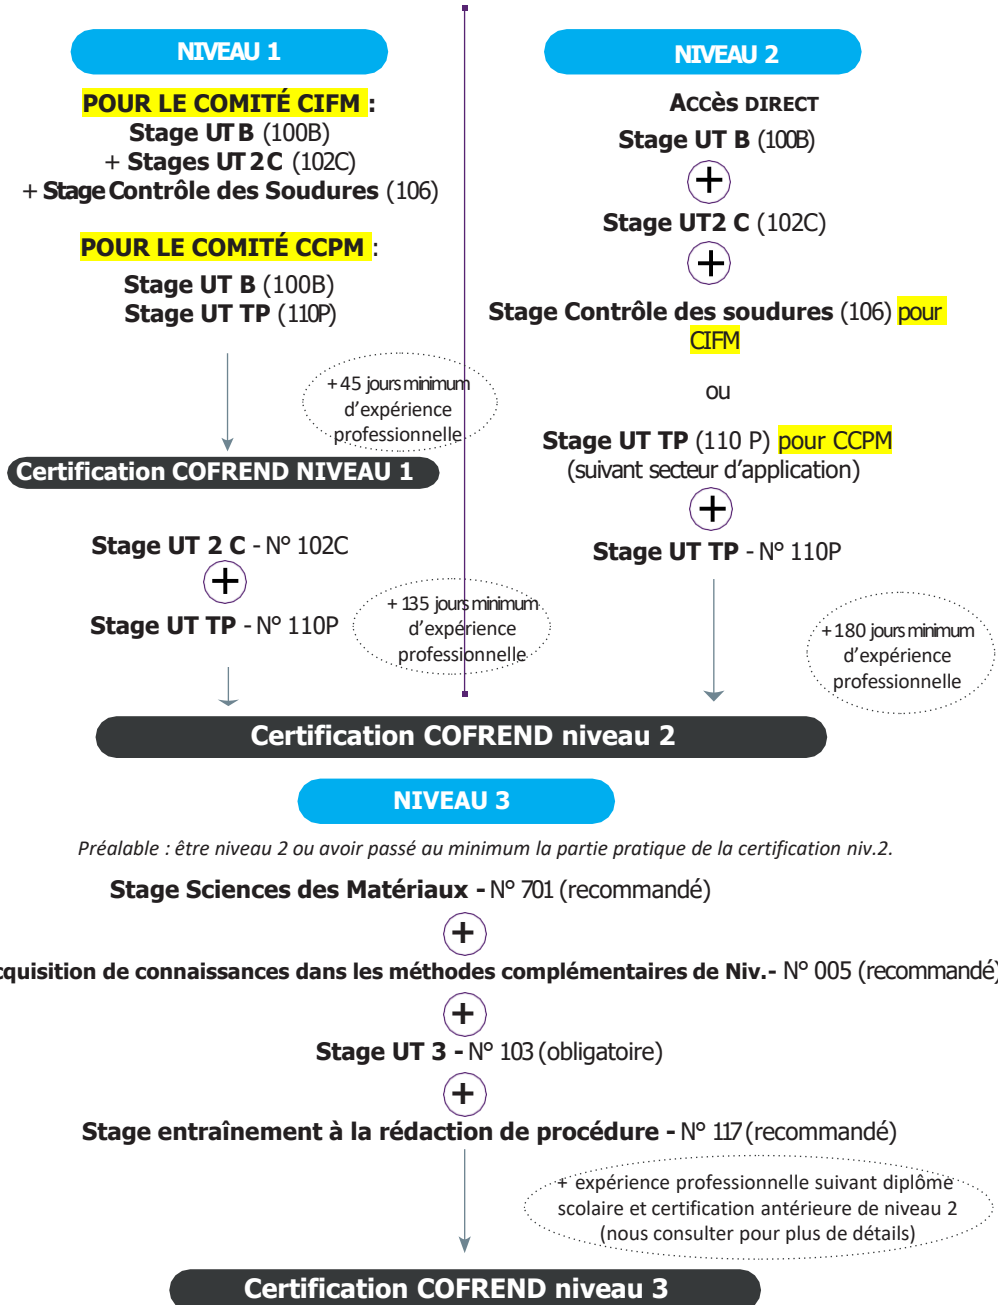 NIVEAU 1
POUR LE COMITÉ CIFM :
Stage UT B (100B)
+ Stages UT 2 C (102C)
+ Stage Contrôle des Soudures (106)
POUR LE COMITÉ CCPM :
Stage UT B (100B)
Stage UT TP (110P)
+ 45 jours minimum
d'expérience
professionnelle
Certification COFREND NIVEAU 1
Stage UT 2 C - N° 102C
+
Stage UT TP - N° 110P
+ 135 jours minimum
d'expérience
professionnelle
NIVEAU 2
ACCès DIRECT
Stage UT B (100B)
+
Stage UT2 C (102C)
+
Stage Contrôle des soudures (106) pour
CIFM
ou
Stage UT TP (110 P) pour CCPM
(suivant secteur d'application)
+
Stage UT TP - N° 110P
+ 180 jours minimum
d'expérience
professionnelle
Certification COFREND niveau 2
NIVEAU 3
Préalable : être niveau 2 ou avoir passé au minimum la partie pratique de la certification niv.2.
Stage Sciences des Matériaux - N° 701 (recommandé)
+
cquisition de connaissances dans les méthodes complémentaires de Niv.- N° 005 (recommandé)
+
Stage UT 3 - N° 103 (obligatoire)
+
Stage entraînement à la rédaction de procédure - N° 117 (recommandé)
+ expérience professionnelle suivant diplôme
scolaire et certification antérieure de niveau 2
(nous consulter pour plus de détails)
Certification COFREND niveau 3